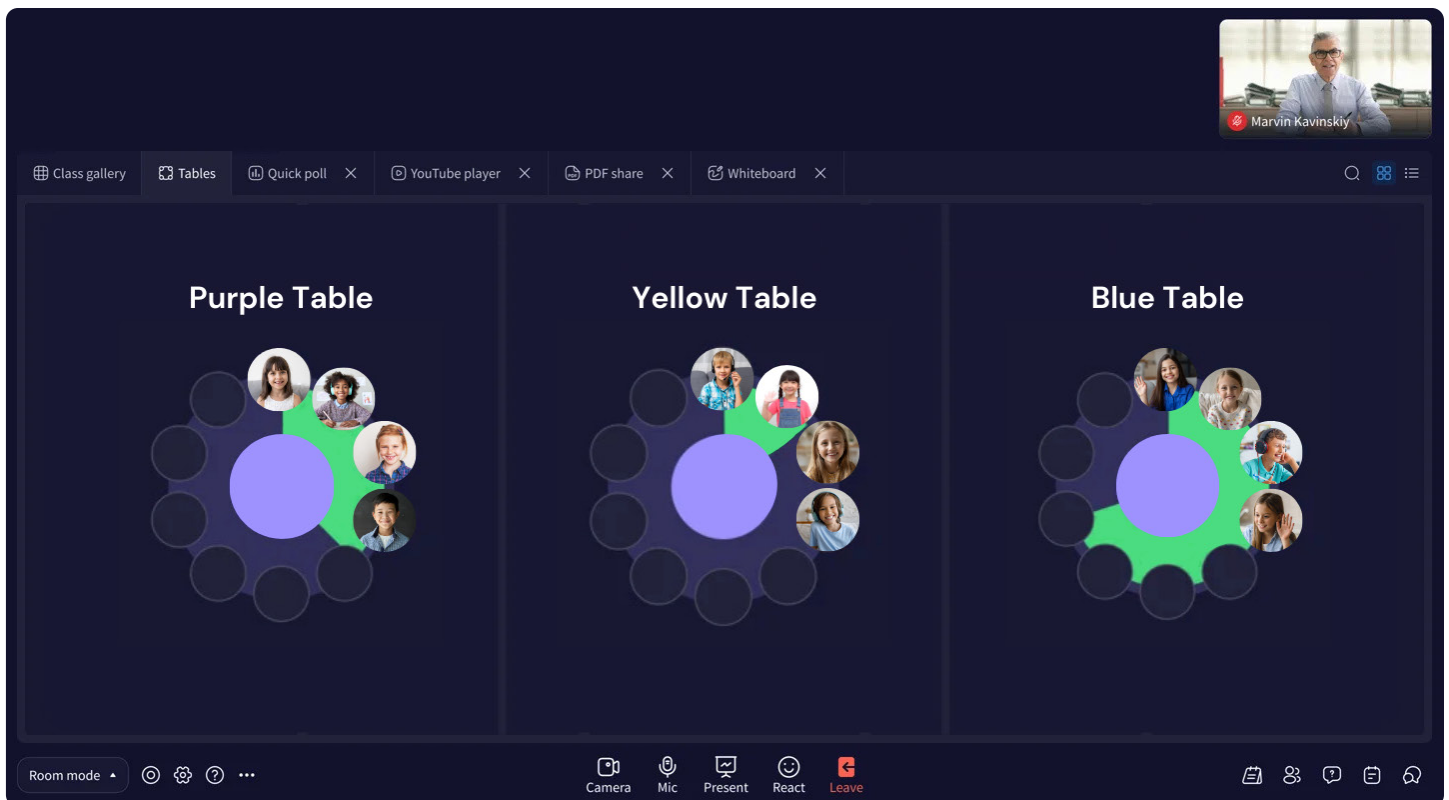 Marvin Kavinskiy
Class gallery
Tables
Quick poll
YouTube player
PDF share
Whiteboard
Purple Table
Yellow Table
Blue Table
Room mode
Camera
Mic
Present
React
Leave